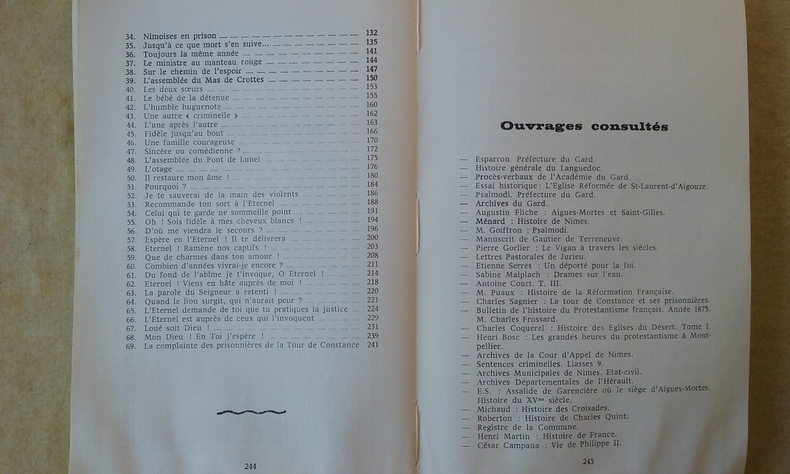 34. Nimoises en prison 132
35. Jusqu'à ce que mort s'en suive... 135
36. Toujours la même année 141
37. Le ministre au manteau rouge 144
38. Sur le chemin de l'espoir 147
39. L'assemblée du Mas de Crottes 150
40. Les deux sœurs 153
41. Le bébé de la détenue 155
42. L'humble huguenote 160
43. Une autre « criminelle » 162
44. L'une après l'autre 163
45. Fidèle jusqu'au bout 166
46. Une famille courageuse 170
47. Sincère ou comédienne ? 172
48. L'assemblée du Pont de Lunel 175
49. L'otage 176
50. Il restaure mon âme ! 180
51. Pourquoi ? 184
52. Je te sauverai de la main des violents 186
53. Recommande ton sort à l'Eternel 188
54. Celui qui te garde ne sommeille point 191
55. Oh ! Sois fidèle à mes cheveux blancs ! 194
56. D'où me viendra le secours ? 196
57. Espère en l'Eternel ! Il te délivrera 200
58. Eternel ! Ramène nos captifs ! 203
59. Que de charmes dans ton amour ! 208
60. Combien d'années vivrai-je encore ? 211
61. Du fond de l'abîme je t'invoque, O Eternel ! 214
62. Eternel ! Viens en hâte auprès de moi ! 218
63. La parole du Seigneur a retenti ! 220
64. Quand le lion surgit, qui n'aurait peur ? 221
65. L'Eternel demande de toi que tu pratiques la justice 224
66. L'Eternel est auprès de ceux qui l'invoquent 229
67. Loué soit Dieu ! 231
68. Mon Dieu ! En Toi j'espère ! 239
69. La complainte des prisonnières de la Tour de Constance 241
244
Ouvrages consultés
— Esparron. Préfecture du Gard.
— Histoire générale du Languedoc.
— Procès-verbaux de l'Académie du Gard.
— Essai historique : L'Eglise Réformée de St-Laurent-d'Aigouze.
— Psalmodi. Préfecture du Gard.
— Archives du Gard.
— Augustin Fliche : Aigues-Mortes et Saint-Gilles.
— Ménard : Histoire de Nîmes.
— M. Goiffron : Psalmodi.
— Manuscrit de Gautier de Terreneuve.
— Pierre Gorlier : Le Vigan à travers les siècles.
— Lettres Pastorales de Jurieu.
— Etienne Serres : Un déporté pour la foi.
— Sabine Malplach : Drames sur l'eau.
— Antoine Court. T. III.
— M. Puaux : Histoire de la Réformation Française.
— Charles Sagnier : La tour de Constance et ses prisonnières.
— Bulletin de l'histoire du Protestantisme français. Année 1875.
M. Charles Frossard.
— Charles Coquerel : Histoire des Eglises du Désert. Tome I.
— Henri Bosc : Les grandes heures du protestantisme à Mont-
pellier.
— Archives de la Cour d'Appel de Nîmes.
— Sentences criminelles. Liasses 9.
— Archives Municipales de Nîmes. Etat-civil.
— Archives Départementales de l'Hérault.
— E.S. : Assalide de Garencière où le siège d'Aigues-Mortes.
Histoire du XVme siècle.
— Michaud : Histoire des Croisades.
— Roberton : Histoire de Charles Quint.
— Registre de la Commune.
— Henri Martin : Histoire de France.
— César Campana : Vie de Philippe II.
245